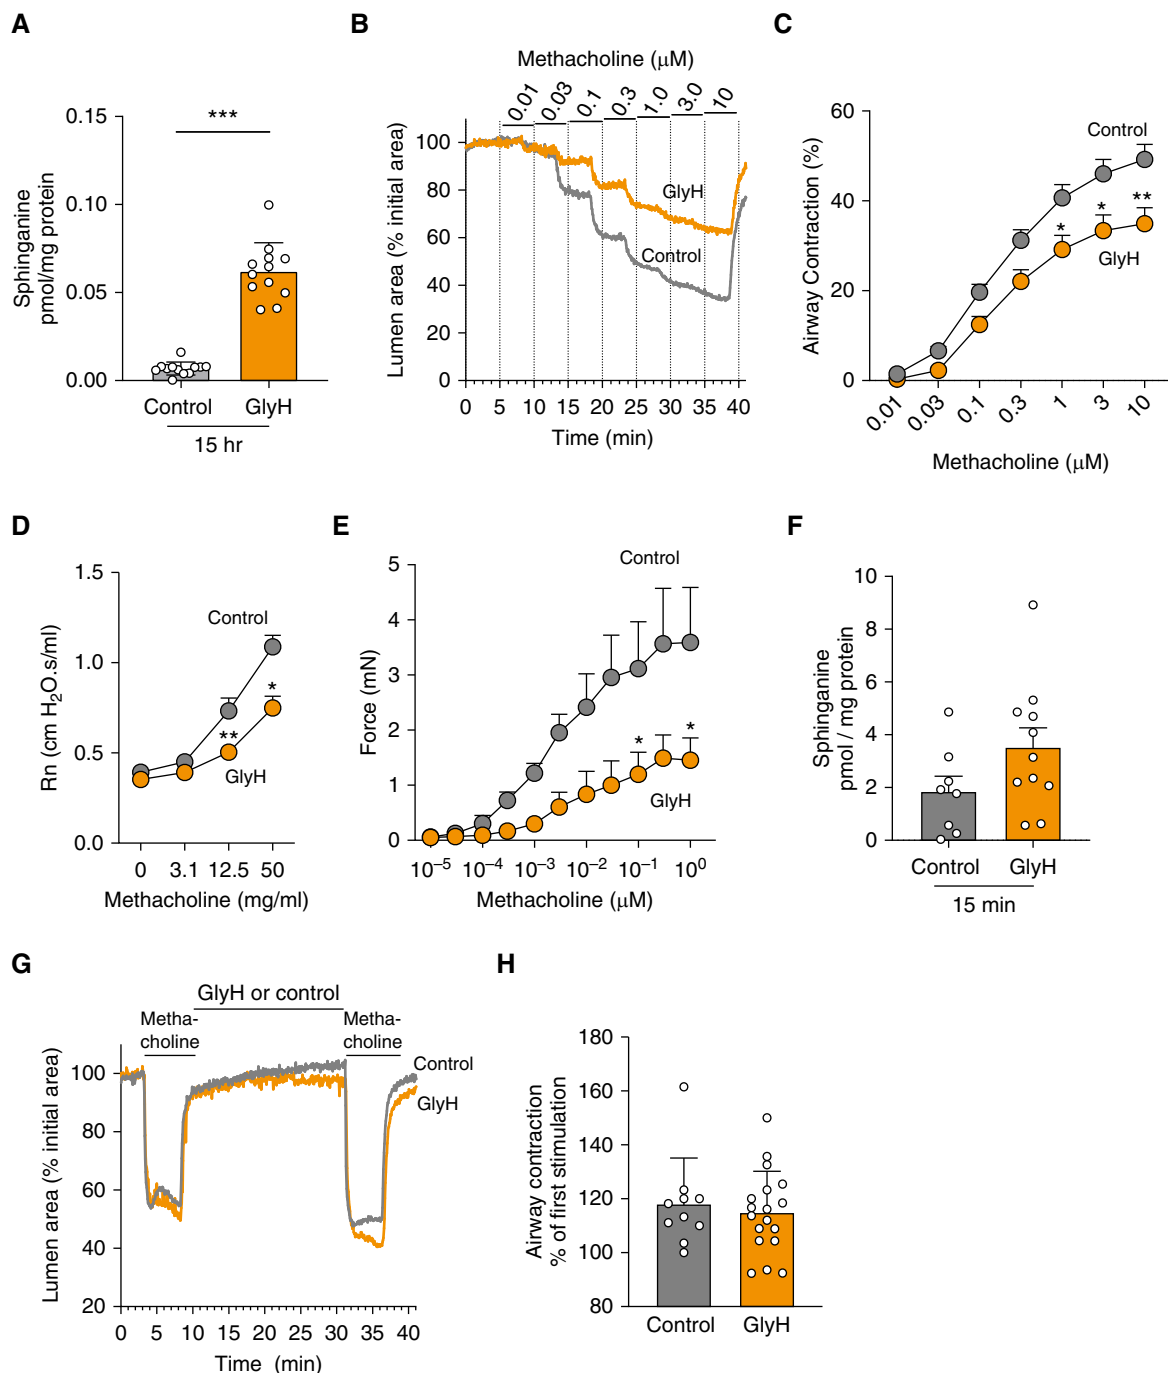 A
Sphinganine
pmol/mg protein
0.15
0.10
0.05
0.00
***
Control
GlyH
15 hr
B
Methacholine (μM)
0.01
0.03
0.1
0.3
1.0
3.0
10
Lumen area (% initial area)
100
80
60
40
20
0
GlyH
Control
0 5 10 15 20 25 30 35 40
Time (min)
C
Airway Contraction (%)
60
40
20
0
Control
* * **
GlyH
0.01 0.03 0.1 0.3 1 3 10
Methacholine (μM)
D
Rn (cm H₂O.s/ml)
1.5
1.0
0.5
0.0
Control
*
**
GlyH
0 3.1 12.5 50
Methacholine (mg/ml)
E
Force (mN)
5
4
3
2
1
0
Control
* *
GlyH
10⁻⁵ 10⁻⁴ 10⁻³ 10⁻² 10⁻¹ 10⁰
Methacholine (μM)
F
Sphinganine
pmol / mg protein
10
8
6
4
2
0
Control GlyH
15 min
G
GlyH or control
Metha-
choline
Metha-
choline
Lumen area (% initial area)
100
80
60
40
20
Control
GlyH
0 5 10 15 20 25 30 35 40
Time (min)
H
Airway contraction
% of first stimulation
180
160
140
120
100
80
Control GlyH